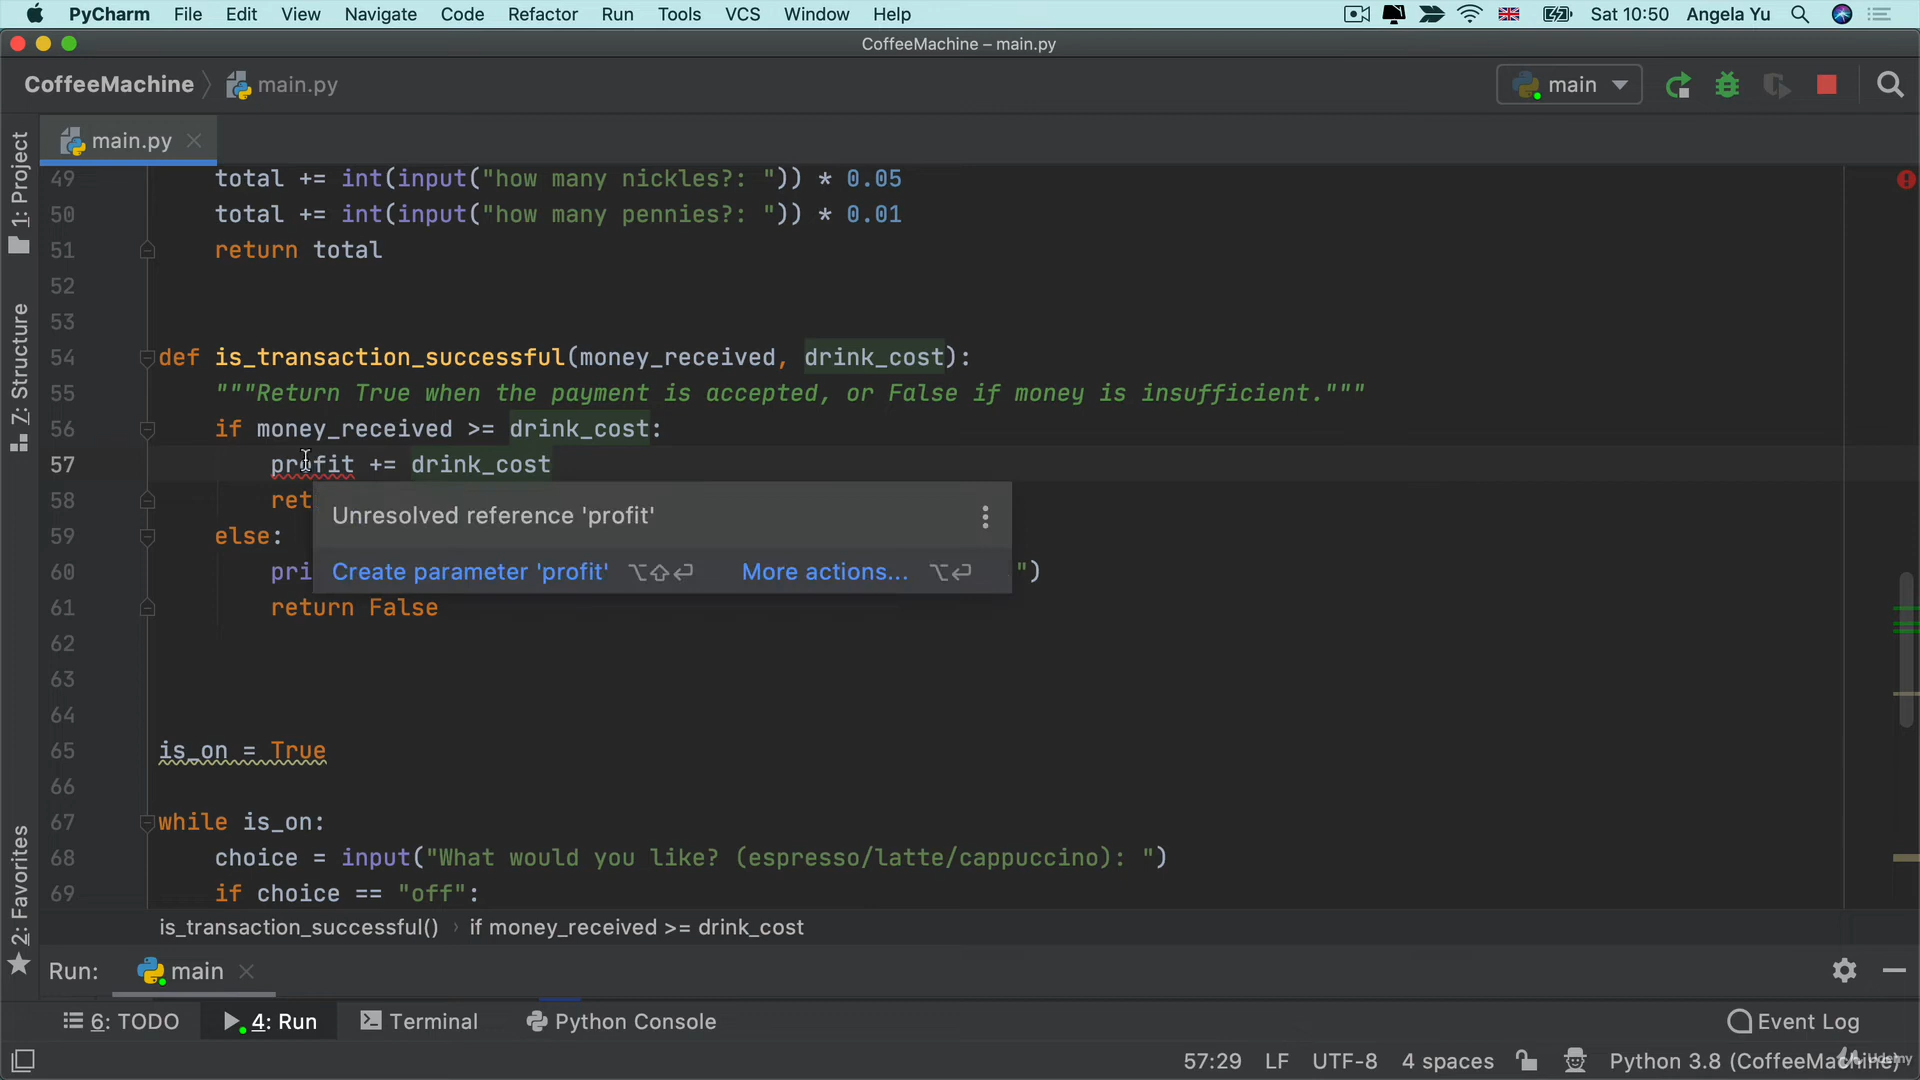 PyCharm File Edit View Navigate Code Refactor Run Tools VCS Window Help Sat 10:50 Angela Yu
CoffeeMachine – main.py
CoffeeMachine main.py main
main.py
1: Project
7: Structure
2: Favorites
49 total += int(input("how many nickles?: ")) * 0.05
50 total += int(input("how many pennies?: ")) * 0.01
51 return total
52
53
54 def is_transaction_successful(money_received, drink_cost):
55 """Return True when the payment is accepted, or False if money is insufficient."""
56 if money_received >= drink_cost:
57 profit += drink_cost
58 ret
Unresolved reference 'profit'
59 else:
60 pri ")
Create parameter 'profit' ⌥⇧⏎ More actions... ⌥⏎
61 return False
62
63
64
65 is_on = True
66
67 while is_on:
68 choice = input("What would you like? (espresso/latte/cappuccino): ")
69 if choice == "off":
is_transaction_successful() › if money_received >= drink_cost
Run: main
6: TODO 4: Run Terminal Python Console Event Log
57:29 LF UTF-8 4 spaces Python 3.8 (CoffeeMachine)
Udemy